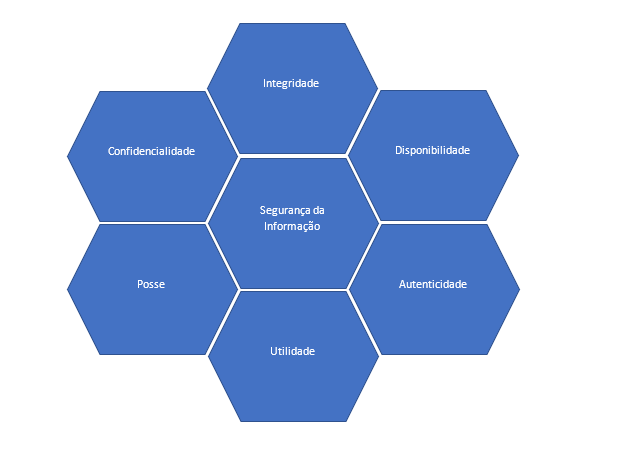 Integridade
Confidencialidade
Disponibilidade
Segurança da
Informação
Posse
Autenticidade
Utilidade